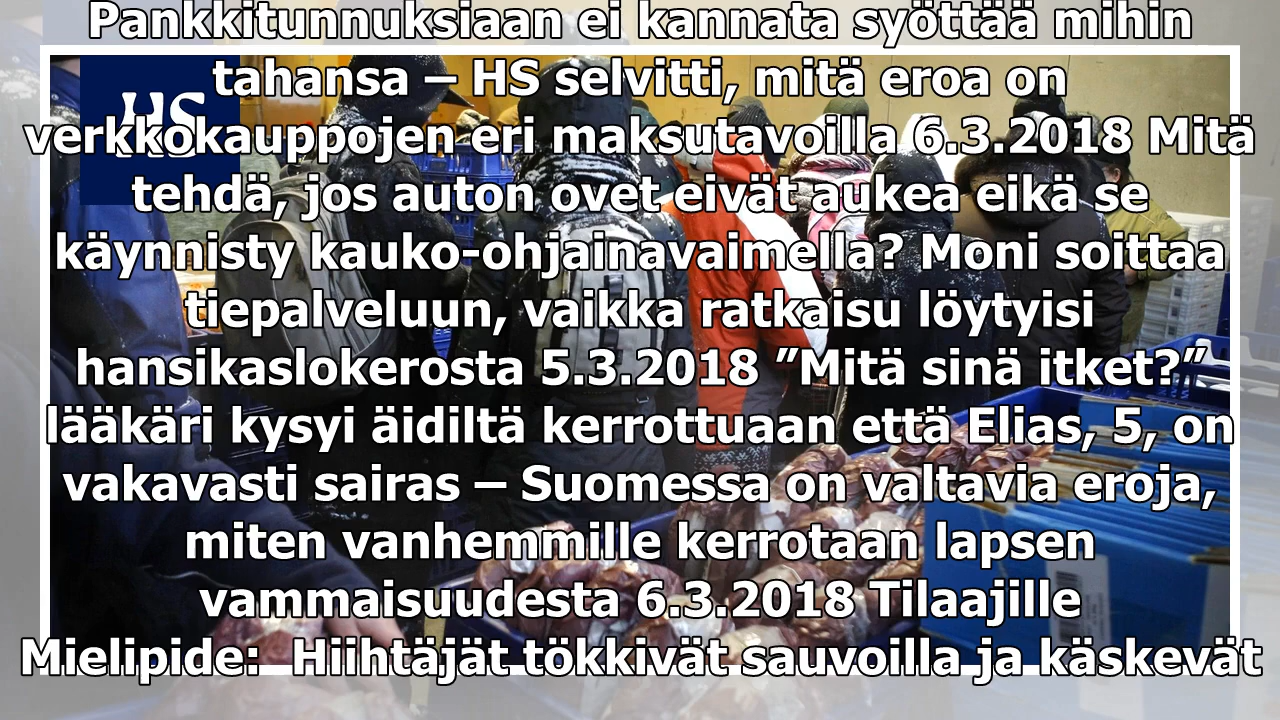 Pankkitunnuksiaan ei kannata syöttää mihin
tahansa – HS selvitti, mitä eroa on
HS
verkkokauppojen eri maksutavoilla 6.3.2018 Mitä
tehdä, jos auton ovet eivät aukea eikä se
käynnisty kauko-ohjainavaimella? Moni soittaa
tiepalveluun, vaikka ratkaisu löytyisi
hansikaslokerosta 5.3.2018 ”Mitä sinä itket?”
lääkäri kysyi äidiltä kerrottuaan että Elias, 5, on
vakavasti sairas – Suomessa on valtavia eroja,
miten vanhemmille kerrotaan lapsen
vammaisuudesta 6.3.2018 Tilaajille
Mielipide: Hiihtäjät tökkivät sauvoilla ja käskevät